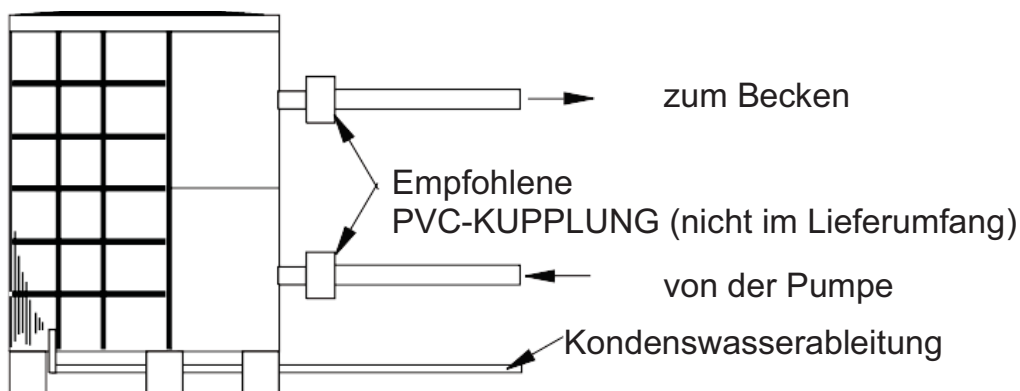 zum Becken
Empfohlene
PVC-KUPPLUNG (nicht im Lieferumfang)
von der Pumpe
Kondenswasserableitung